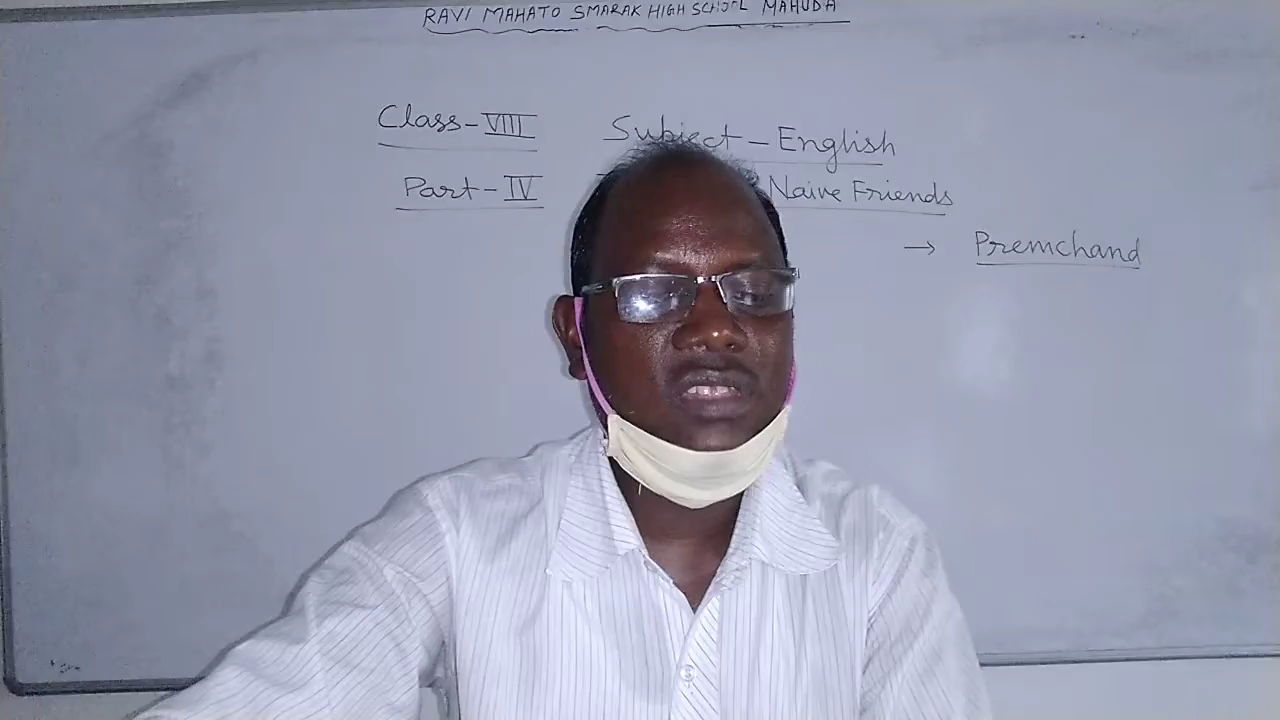 RAVI MAHATO SMARAK HIGH SCHOOL MAHUDA
Class-VIII Subject - English
Part-IV Naive Friends
→ Premchand